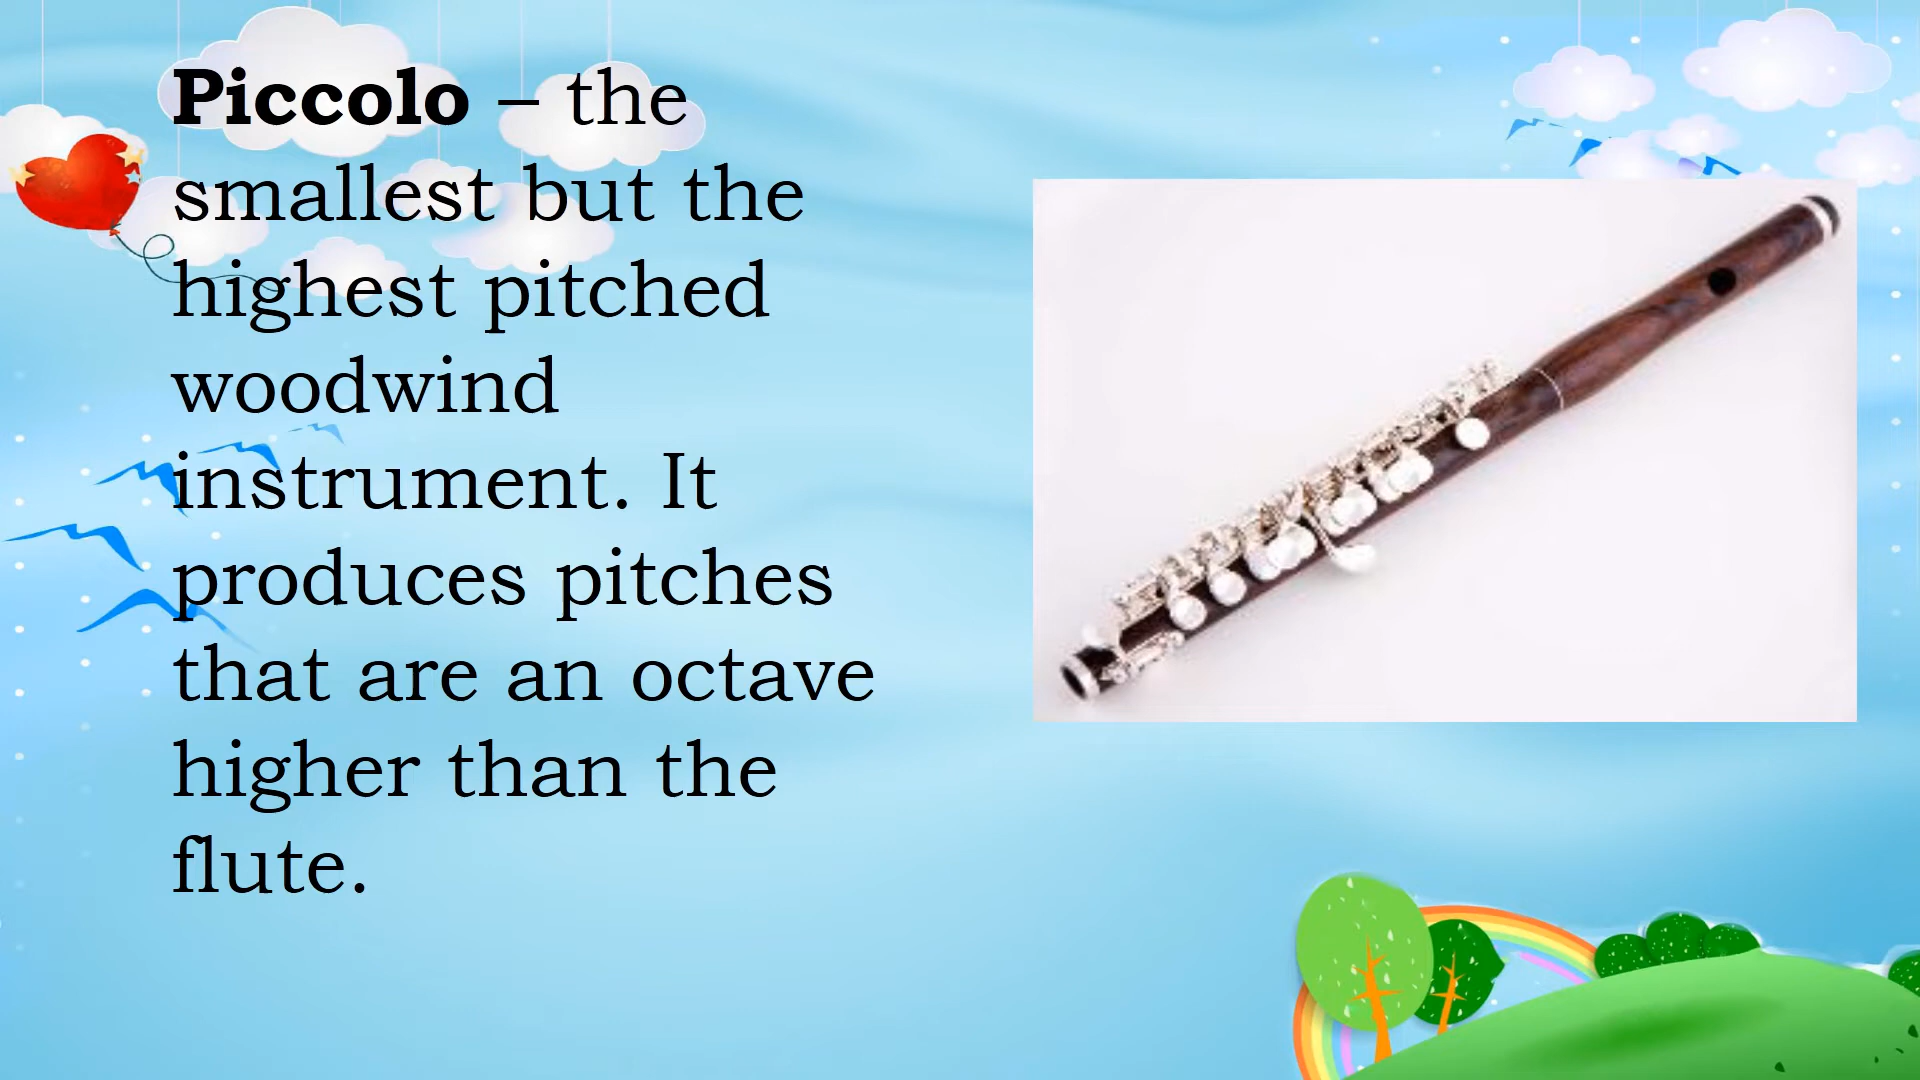 Piccolo – the
smallest but the
highest pitched
woodwind
instrument. It
produces pitches
that are an octave
higher than the
flute.